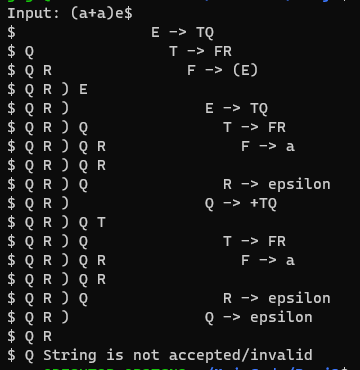 Input: (a+a)e$
$ E -> TQ
$ Q T -> FR
$ Q R F -> (E)
$ Q R ) E
$ Q R ) E -> TQ
$ Q R ) Q T -> FR
$ Q R ) Q R F -> a
$ Q R ) Q R
$ Q R ) Q R -> epsilon
$ Q R ) Q -> +TQ
$ Q R ) Q T
$ Q R ) Q T -> FR
$ Q R ) Q R F -> a
$ Q R ) Q R
$ Q R ) Q R -> epsilon
$ Q R ) Q -> epsilon
$ Q R
$ Q String is not accepted/invalid